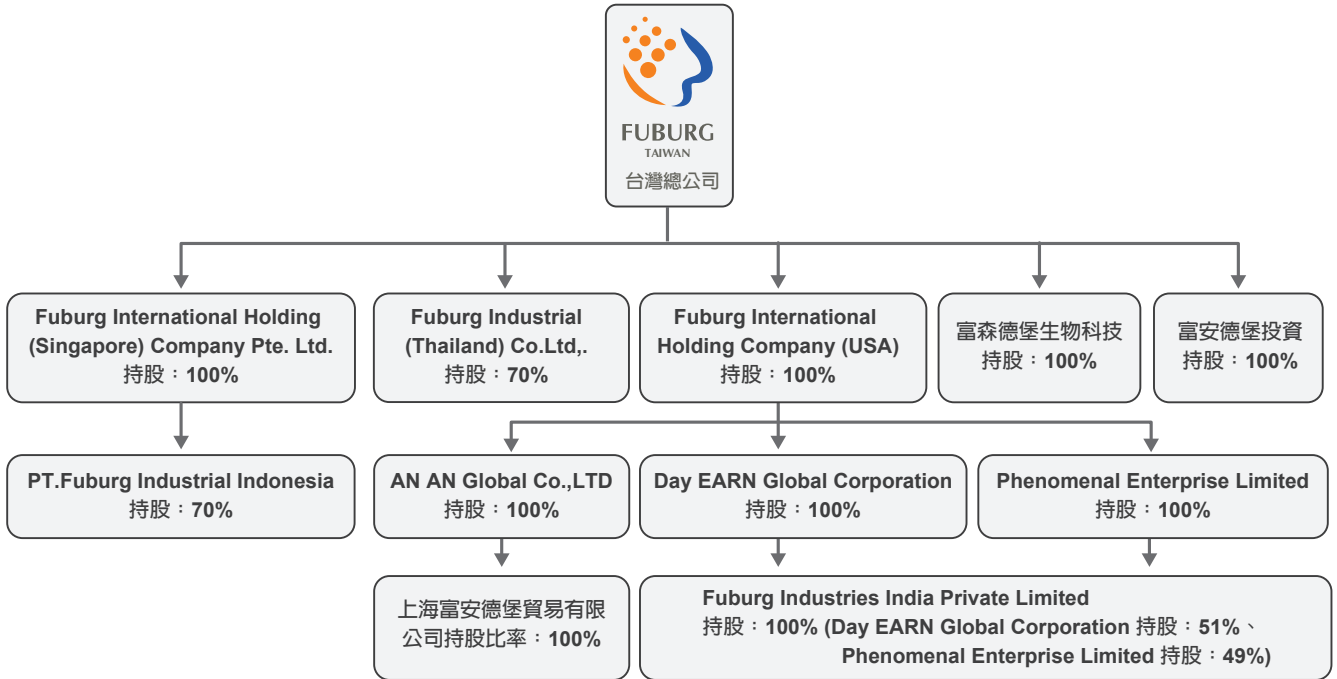 FUBURG
TAIWAN
台灣總公司
Fuburg International Holding
(Singapore) Company Pte. Ltd.
持股：100%
Fuburg Industrial
(Thailand) Co.Ltd,.
持股：70%
Fuburg International
Holding Company (USA)
持股：100%
富森德堡生物科技
持股：100%
富安德堡投資
持股：100%
PT.Fuburg Industrial Indonesia
持股：70%
AN AN Global Co.,LTD
持股：100%
Day EARN Global Corporation
持股：100%
Phenomenal Enterprise Limited
持股：100%
上海富安德堡貿易有限
公司持股比率：100%
Fuburg Industries India Private Limited
持股：100% (Day EARN Global Corporation 持股：51%、
Phenomenal Enterprise Limited 持股：49%)